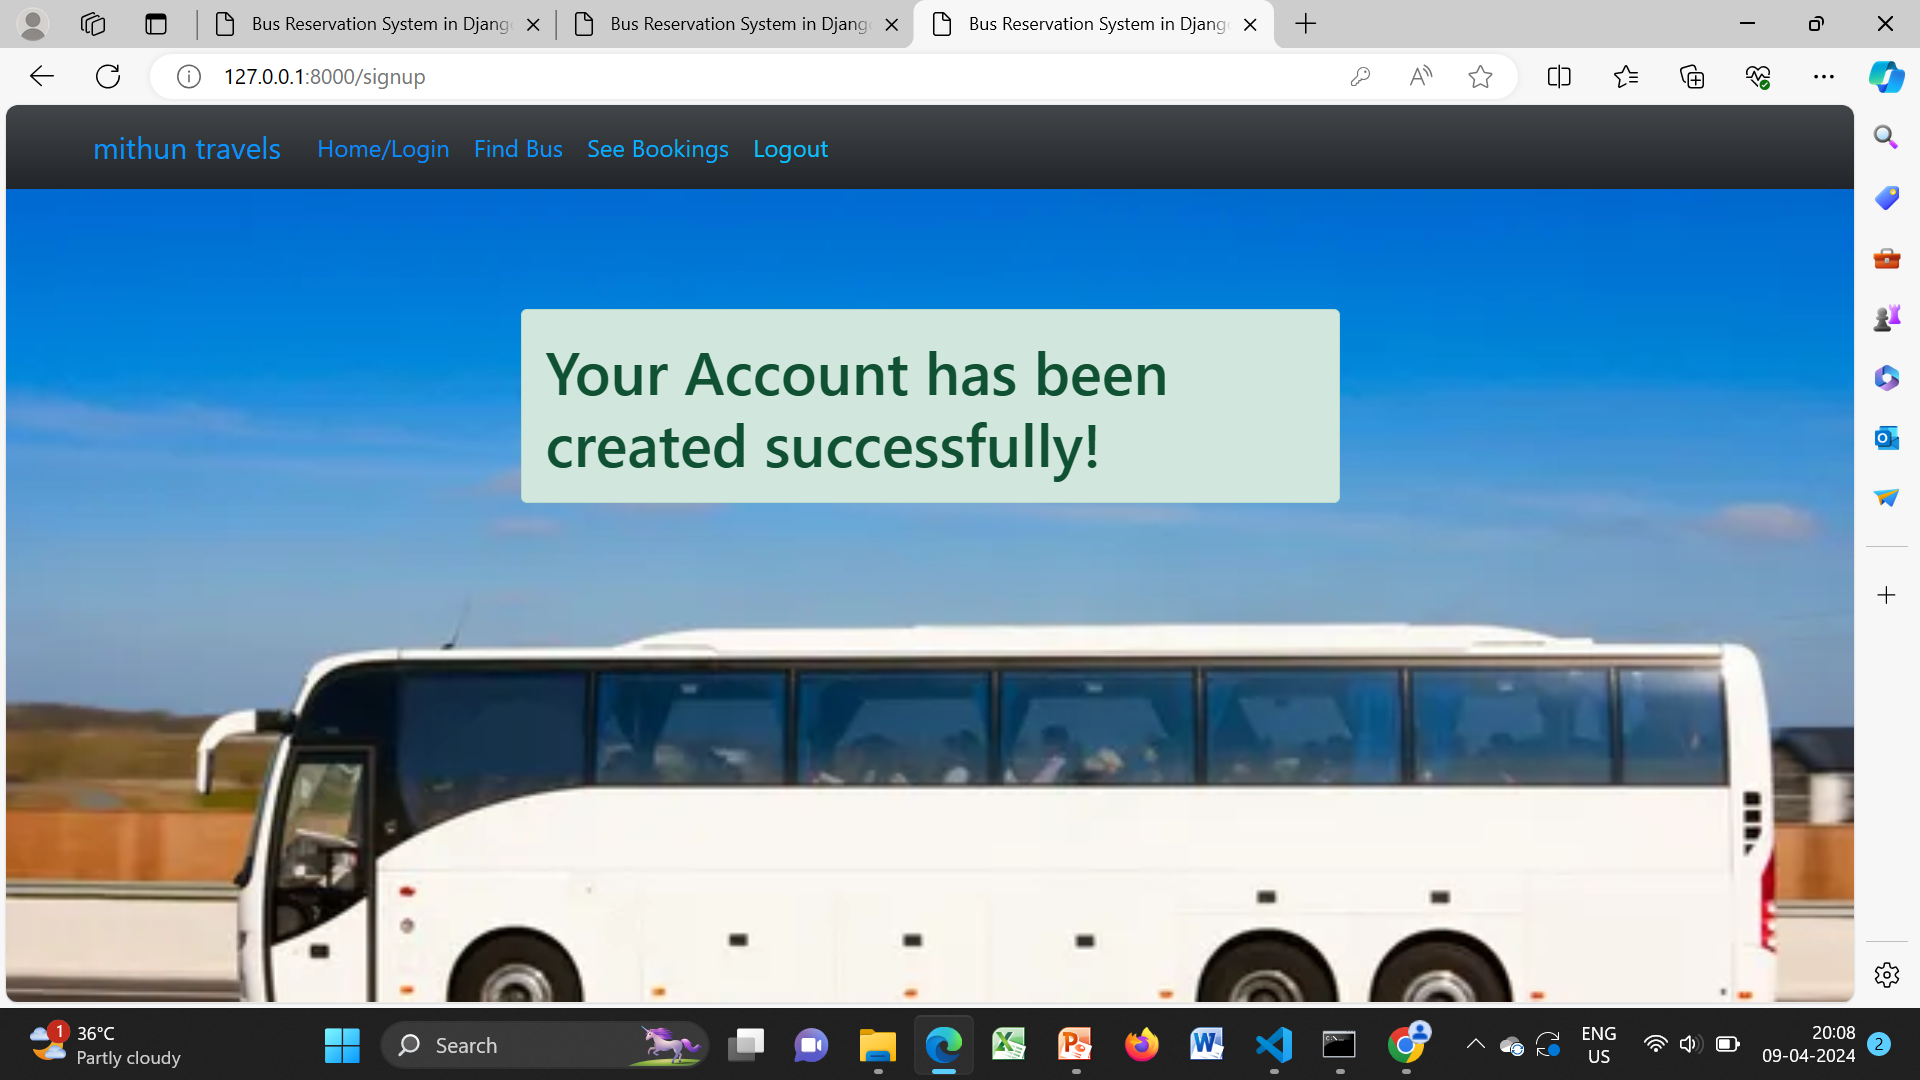 Bus Reservation System in Djang
Bus Reservation System in Djang
Bus Reservation System in Djang
127.0.0.1:8000/signup
mithun travels Home/Login Find Bus See Bookings Logout
Your Account has been
created successfully!
1
36°C
Partly cloudy
Search
ENG
US
20:08
09-04-2024
2